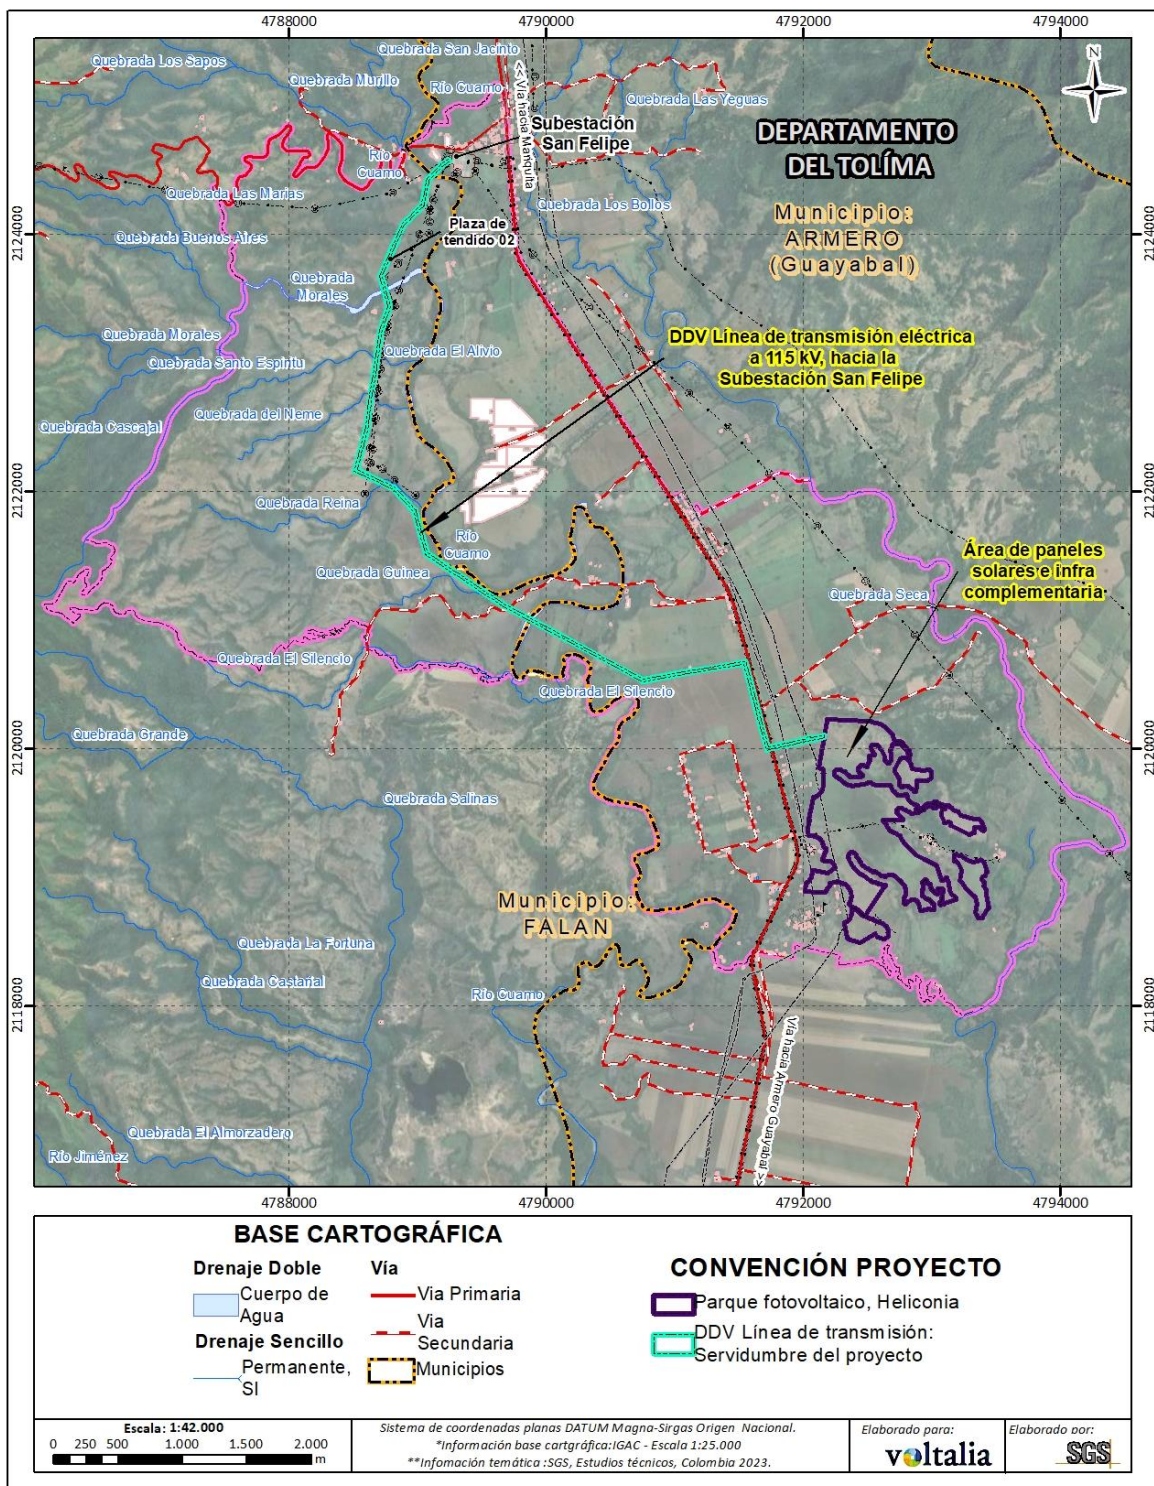 4788000
4790000
4792000
4794000
Quebrada San Jacinto
Quebrada Los Sapos
Quebrada Murillo
Río Cuamo
<<Vía hacia Mariquita
Quebrada Las Yeguas
N
Subestación
San Felipe
DEPARTAMENTO
DEL TOLÍMA
Río
Cuamo
Quebrada Las Marias
Quebrada Los Bollos
Municipio:
ARMERO
(Guayabal)
Plaza de
tendido 02
2124000
2124000
Quebrada Buenos Aires
Quebrada
Morales
Quebrada Morales
Quebrada El Alivio
Quebrada Santo Espiritu
DDV Línea de transmisión eléctrica
a 115 kV, hacia la
Subestación San Felipe
Quebrada del Neme
Quebrada Cascajal
2122000
2122000
Quebrada Reina
Río
Cuamo
Quebrada Guinea
Área de paneles
solares e infra
complementaria
Quebrada Seca
Quebrada El Silencio
Quebrada El Silencio
Quebrada Grande
2120000
2120000
Quebrada Salinas
Municipio:
FALAN
Quebrada La Fortuna
Quebrada Castañal
Río Cuamo
2118000
2118000
Vía hacia Armero Guayabal >>
Quebrada El Almorzadero
Río Jiménez
4788000
4790000
4792000
4794000
BASE CARTOGRÁFICA
Drenaje Doble
Cuerpo de
Agua
Drenaje Sencillo
Permanente,
SI
Vía
Via Primaria
Via
Secundaria
Municipios
CONVENCIÓN PROYECTO
Parque fotovoltaico, Heliconia
DDV Línea de transmisión:
Servidumbre del proyecto
Escala: 1:42.000
0 250 500 1.000 1.500 2.000
m
Sistema de coordenadas planas DATUM Magna-Sirgas Origen Nacional.
*Información base cartgráfica:IGAC - Escala 1:25.000
**Infomación temática :SGS, Estudios técnicos, Colombia 2023.
Elaborado para:
voltalia
Elaborado por:
SGS